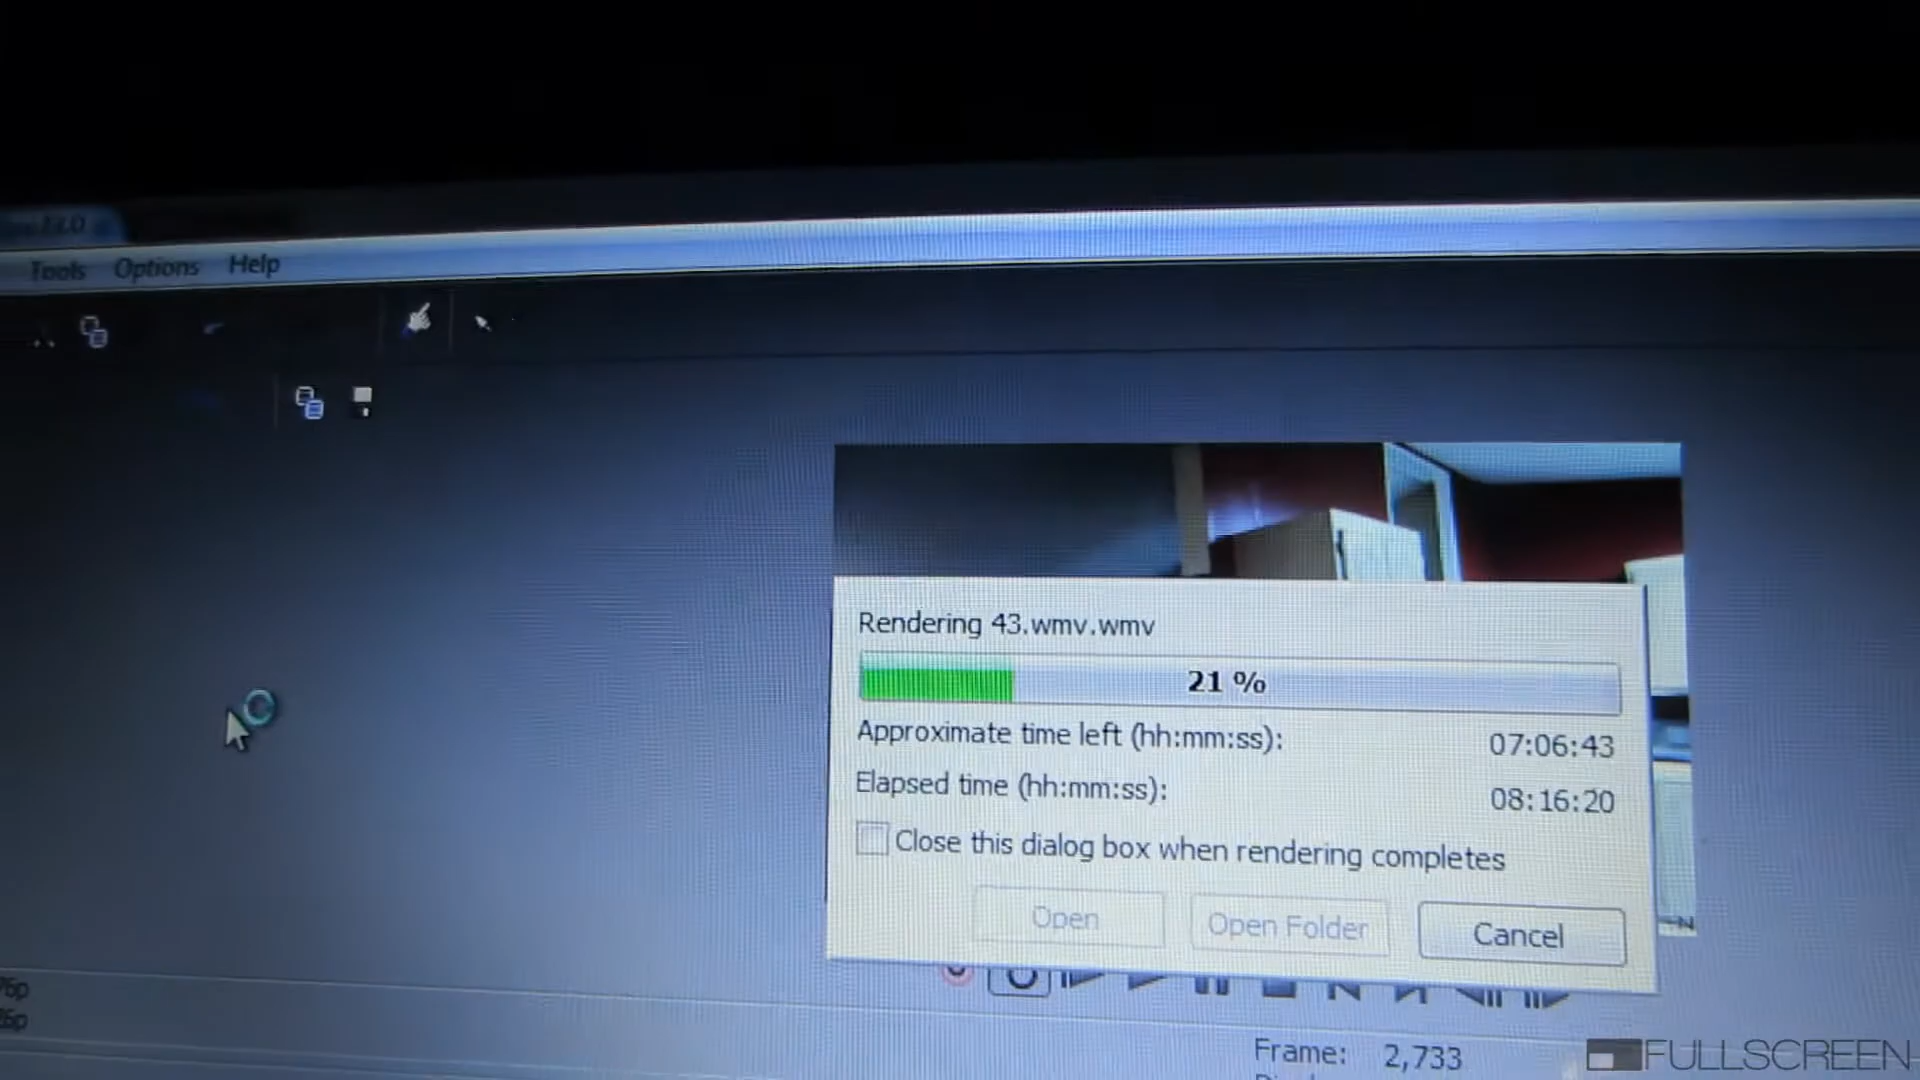 Tools Options Help
Rendering 43.wmv.wmv
21 %
Approximate time left (hh:mm:ss): 07:06:43
Elapsed time (hh:mm:ss): 08:16:20
Close this dialog box when rendering completes
Open Open Folder Cancel
Frame: 2,733
FULLSCREEN